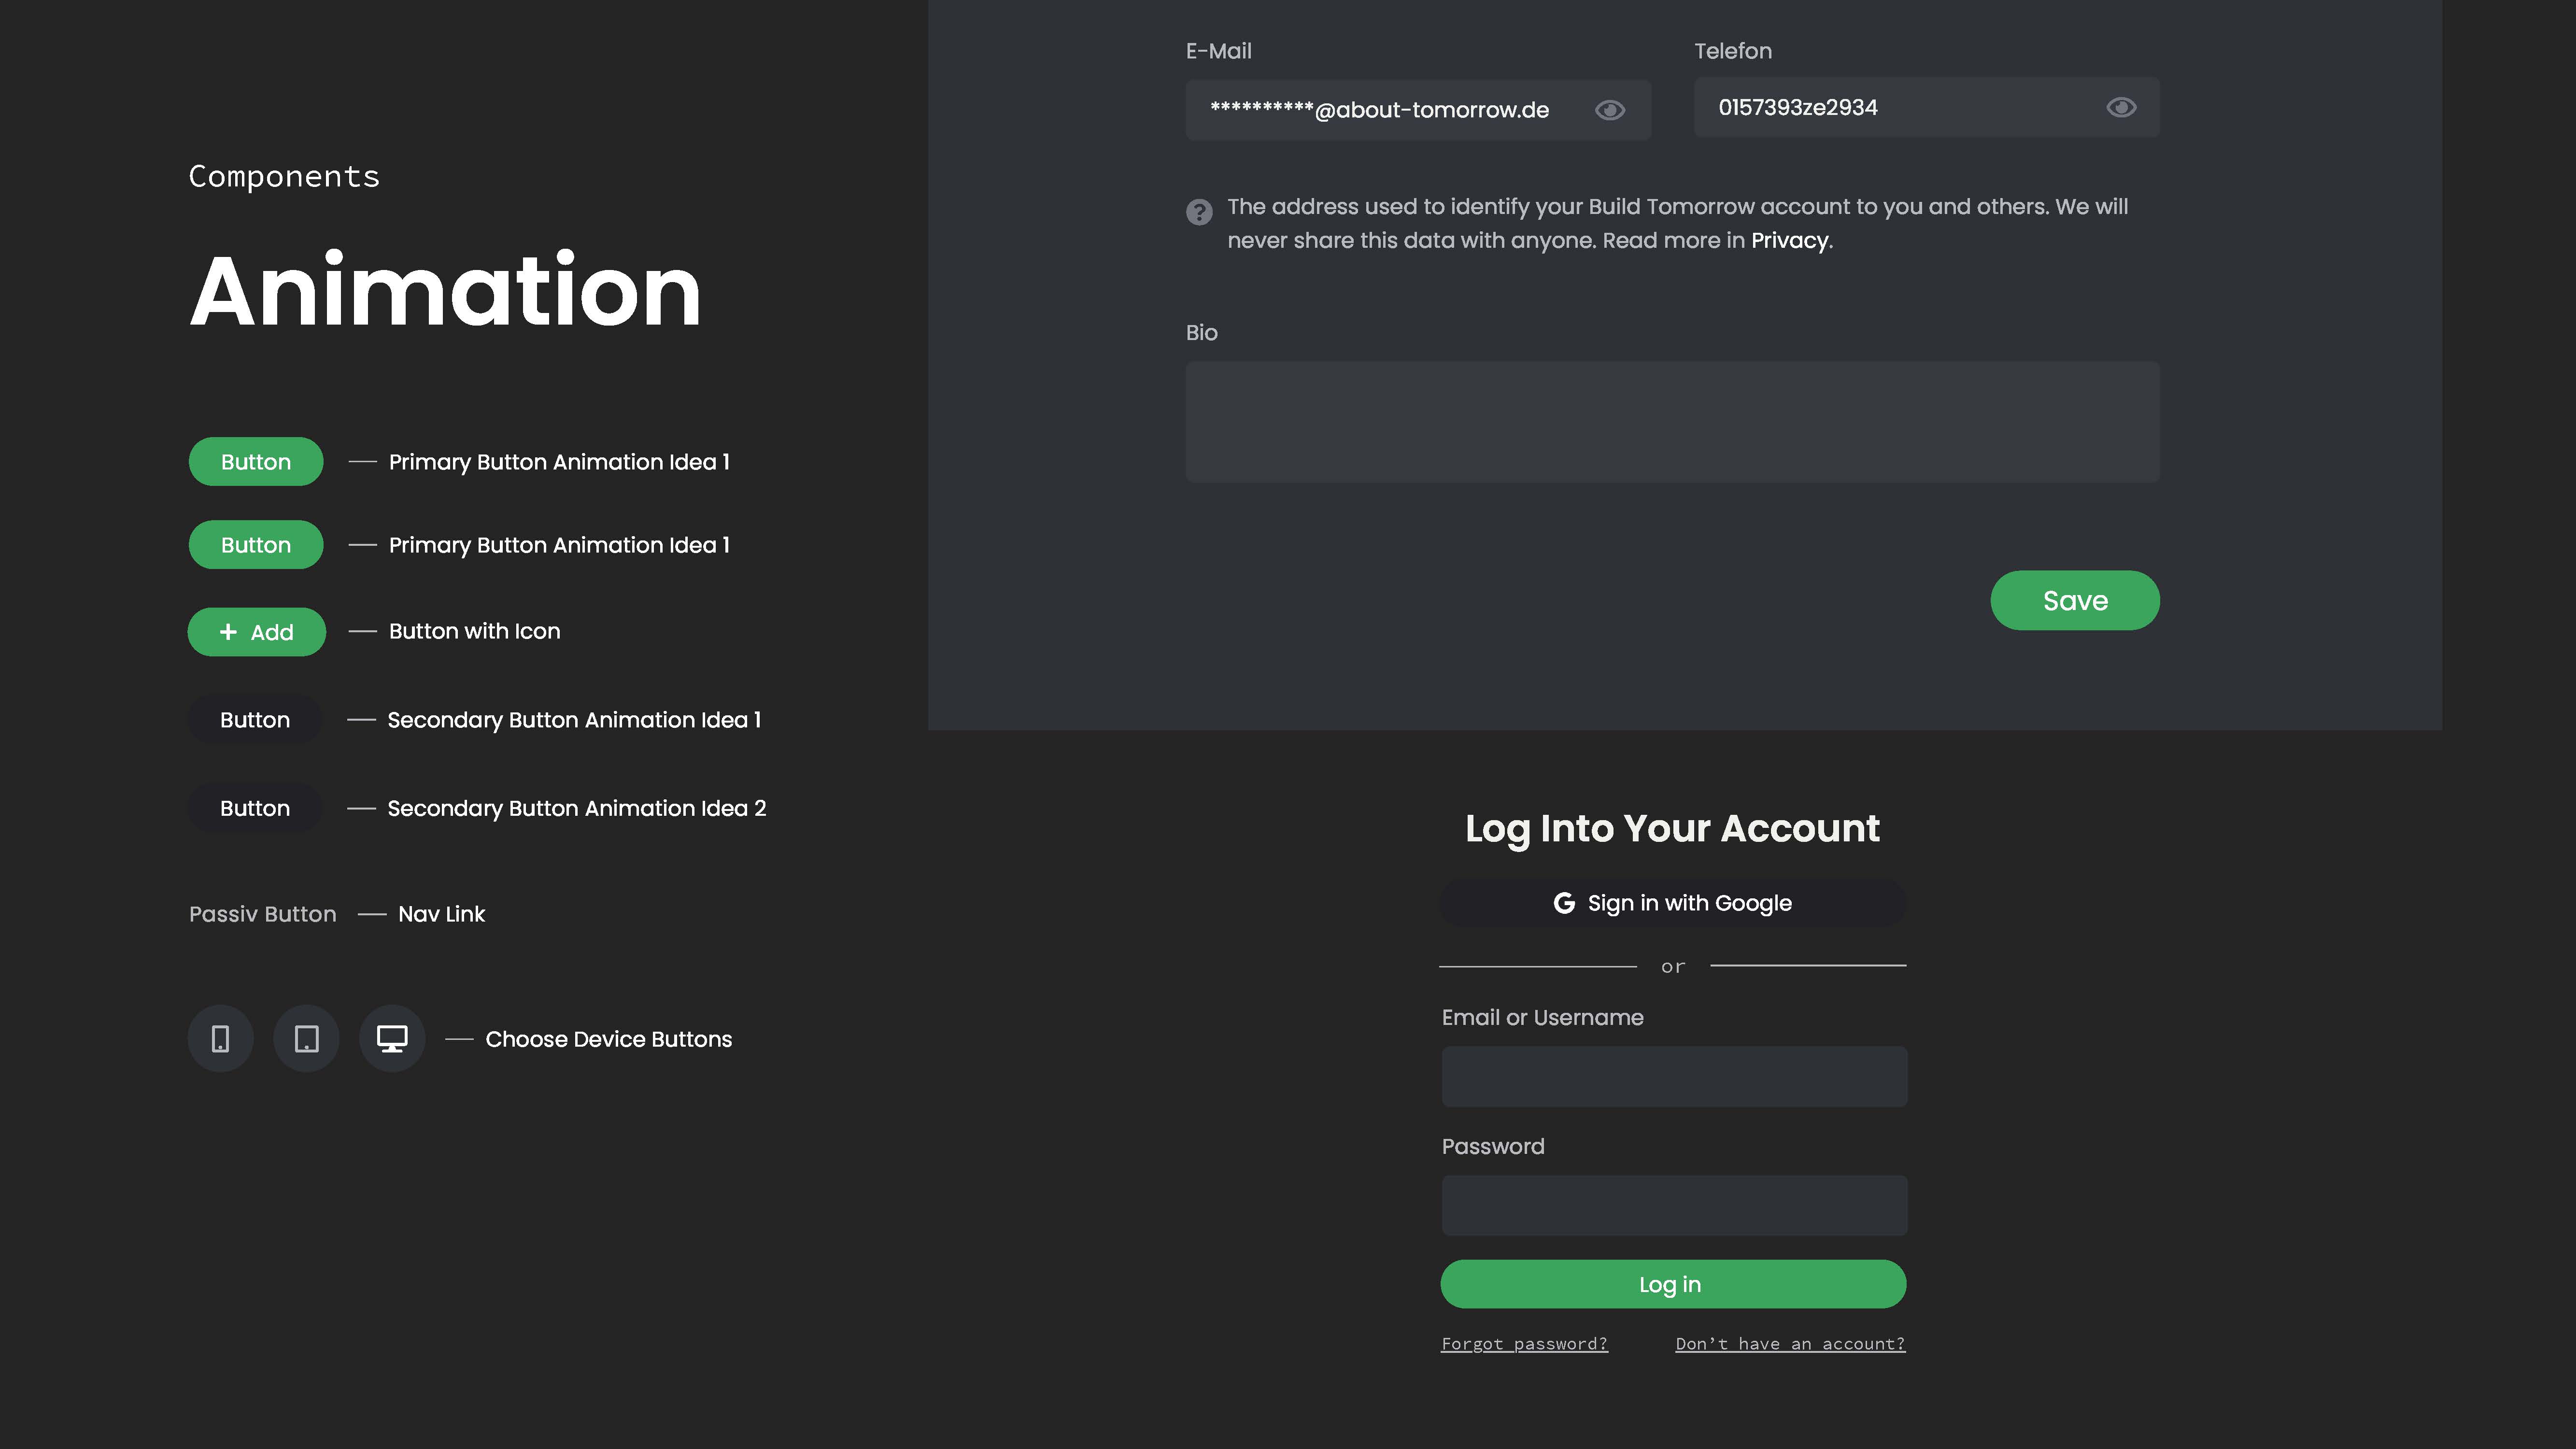 Components
Animation
Button
Primary Button Animation Idea 1
Button
Primary Button Animation Idea 1
Add
Button with Icon
Button
Secondary Button Animation Idea 1
Button
Secondary Button Animation Idea 2
Passiv Button
Nav Link
Choose Device Buttons
E-Mail
Telefon
**********@about-tomorrow.de
0157393ze2934
The address used to identify your Build Tomorrow account to you and others. We will
never share this data with anyone. Read more in Privacy.
Bio
Save
Log Into Your Account
Sign in with Google
or
Email or Username
Password
Log in
Forgot password?
Don’t have an account?